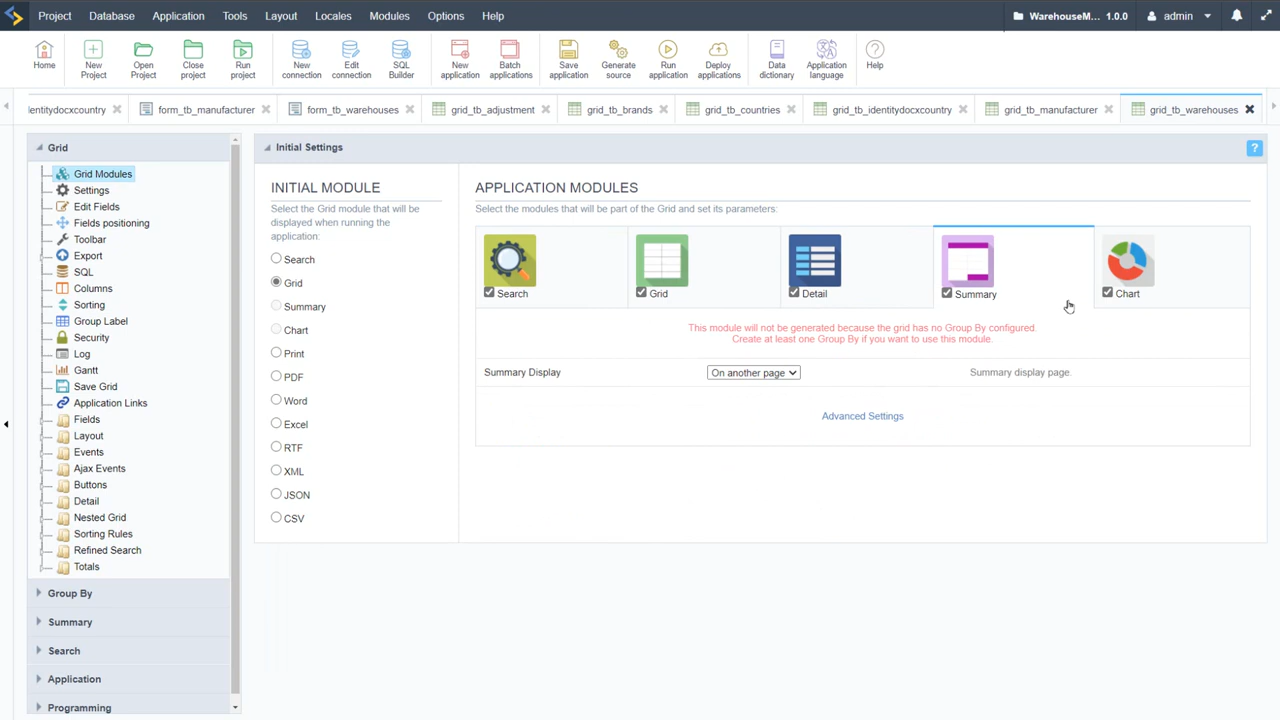 Project Database Application Tools Layout Locales Modules Options Help WarehouseM... 1.0.0 admin
Home New Project Open Project Close project Run project New connection Edit connection SQL Builder New application Batch applications Save application Generate source Run application Deploy applications Data dictionary Application language Help
identitydocxcountry form_tb_manufacturer form_tb_warehouses grid_tb_adjustment grid_tb_brands grid_tb_countries grid_tb_identitydocxcountry grid_tb_manufacturer grid_tb_warehouses
Grid
Grid Modules
Settings
Edit Fields
Fields positioning
Toolbar
Export
SQL
Columns
Sorting
Group Label
Security
Log
Gantt
Save Grid
Application Links
Fields
Layout
Events
Ajax Events
Buttons
Detail
Nested Grid
Sorting Rules
Refined Search
Totals
Group By
Summary
Search
Application
Programming
Initial Settings ?
INITIAL MODULE
Select the Grid module that will be
displayed when running the
application:
Search
Grid
Summary
Chart
Print
PDF
Word
Excel
RTF
XML
JSON
CSV
APPLICATION MODULES
Select the modules that will be part of the Grid and set its parameters:
Search Grid Detail Summary Chart
This module will not be generated because the grid has no Group By configured.
Create at least one Group By if you want to use this module.
Summary Display On another page Summary display page.
Advanced Settings